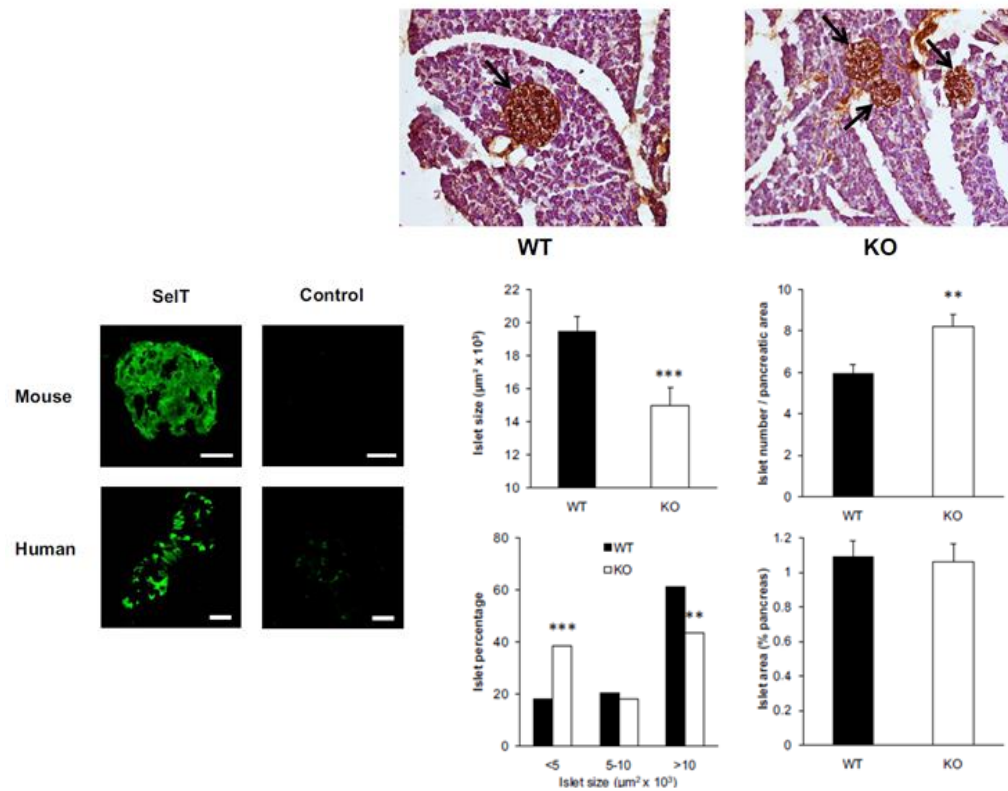 WT
KO
SelT
Control
Mouse
Human
Islet size (µm² x 10³)
22
20
18
16
14
12
10
***
WT
KO
Islet number / pancreatic area
10
8
6
4
2
0
**
WT
KO
Islet percentage
80
60
40
20
0
WT
KO
***
**
<5
5-10
>10
Islet size (µm² x 10³)
Islet area (% pancreas)
1.2
1
0.8
0.6
0.4
0.2
0
WT
KO